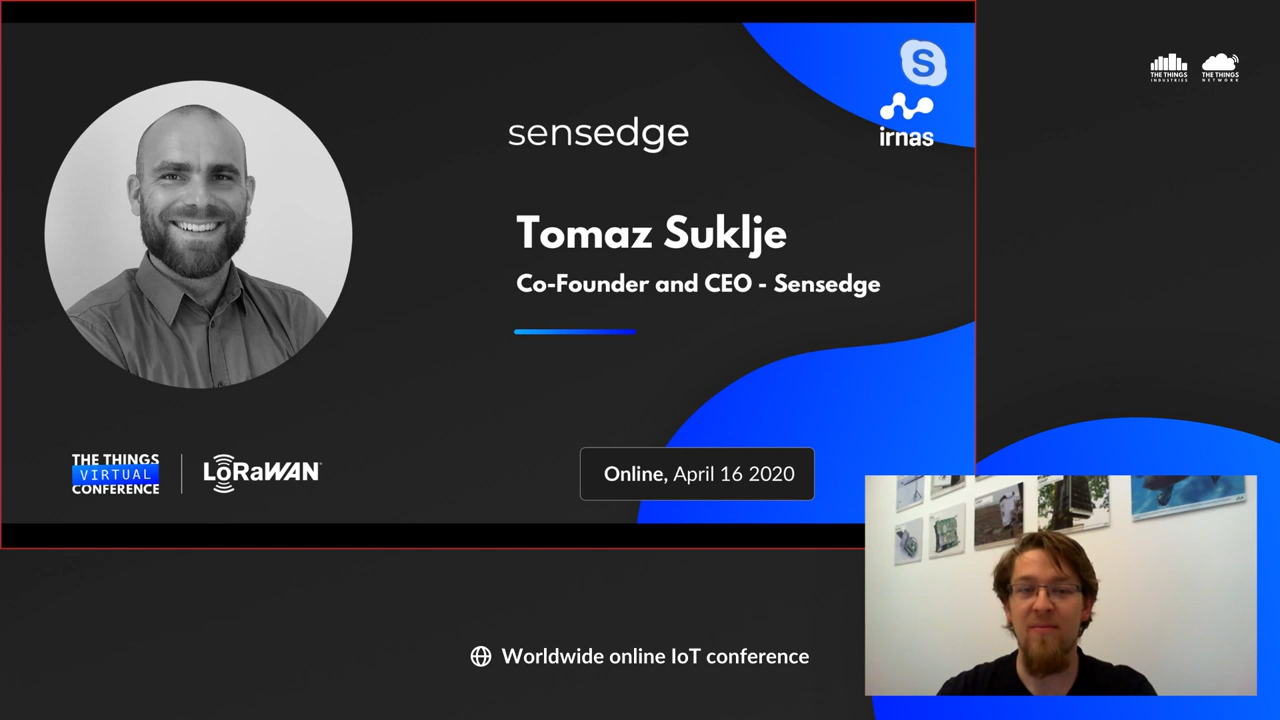 S
THE THINGS
INDUSTRIES
THE THINGS
NETWORK
sensedge
irnas
Tomaz Suklje
Co-Founder and CEO - Sensedge
THE THINGS
VIRTUAL
CONFERENCE
LoRaWAN
Online, April 16 2020
Worldwide online IoT conference